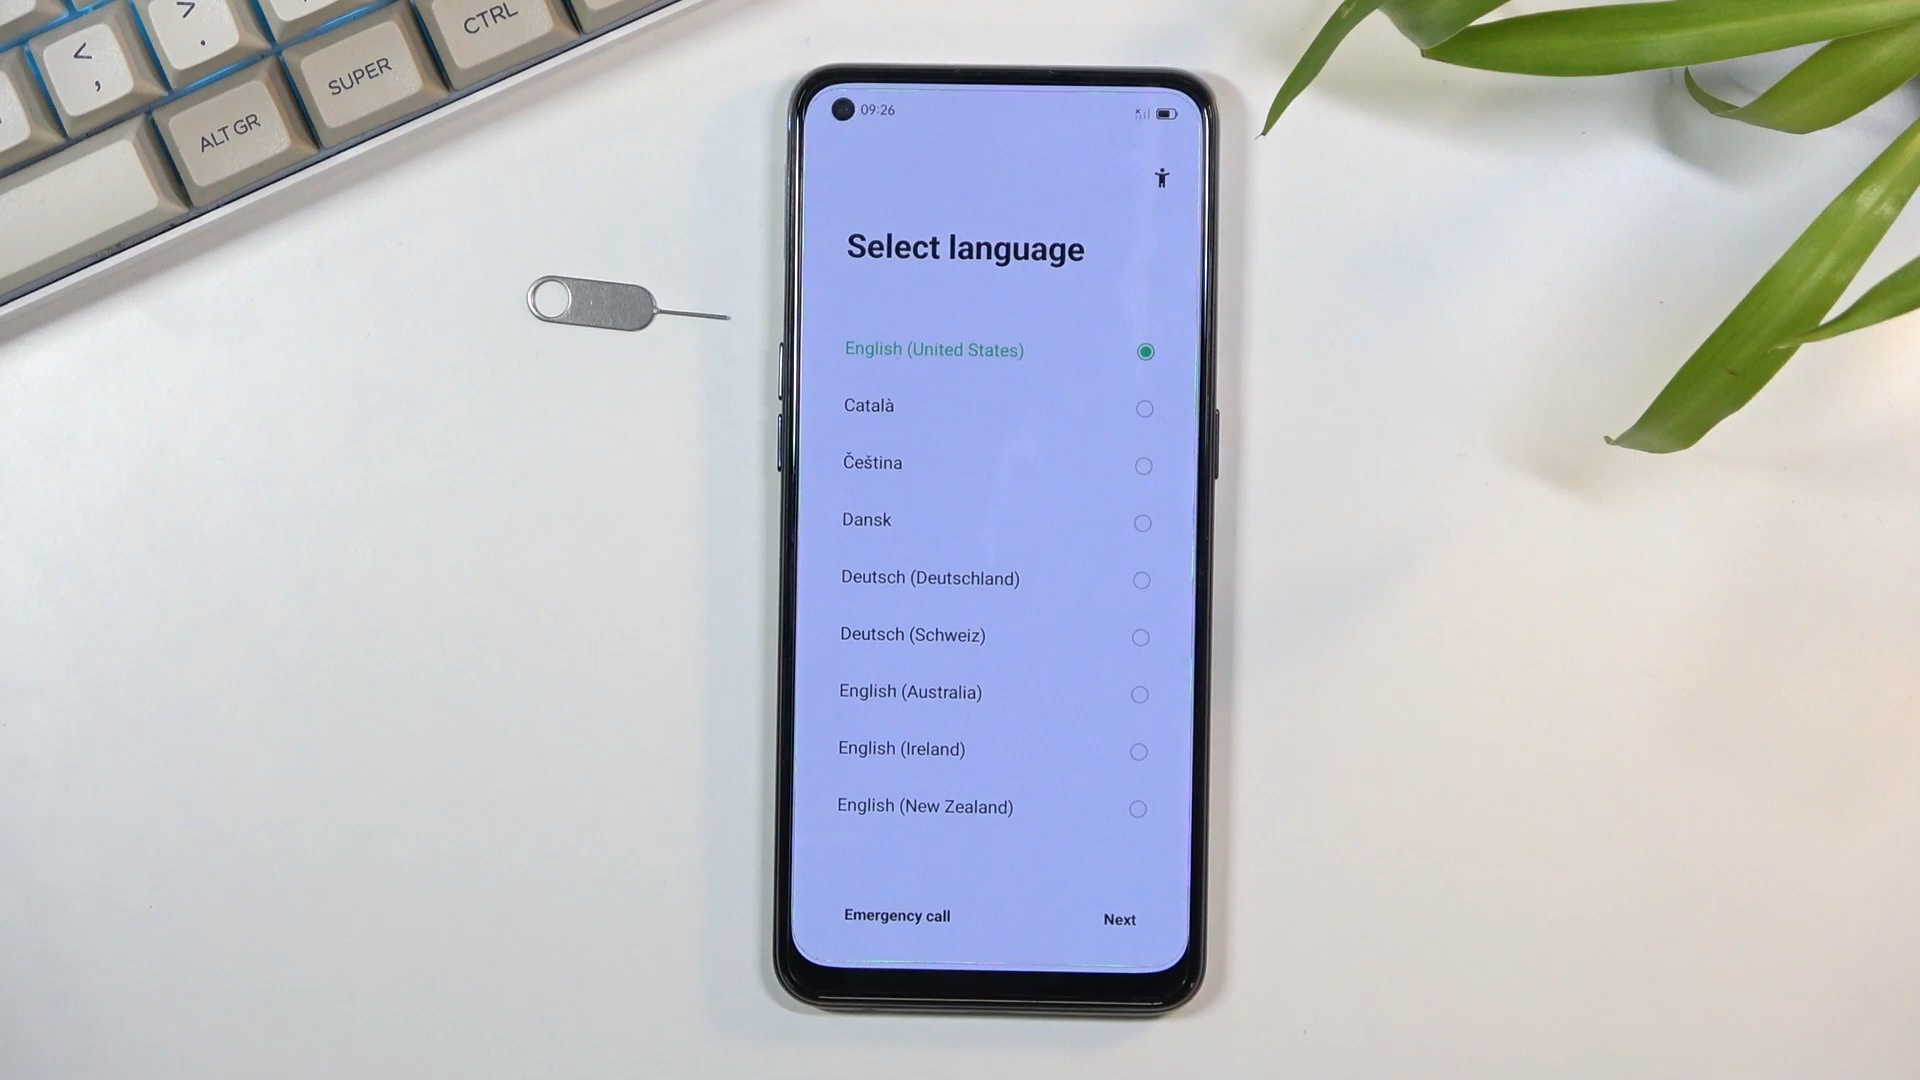 > CTRL
.
< SUPER
,
ALT GR
09:26
Select language
English (United States)
Català
Čeština
Dansk
Deutsch (Deutschland)
Deutsch (Schweiz)
English (Australia)
English (Ireland)
English (New Zealand)
Emergency call Next